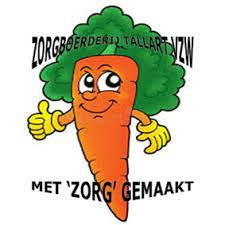 ZORGBOERDERIJ TALLART VZW
MET 'ZORG' GEMAAKT